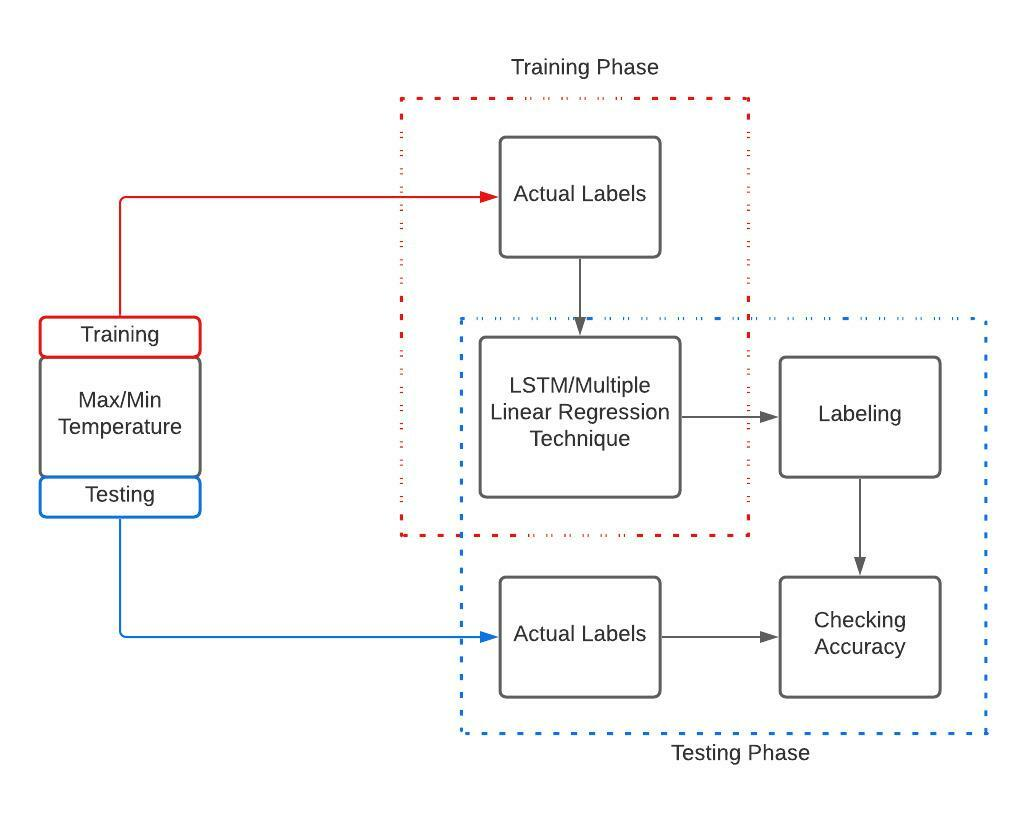 Training Phase
Actual Labels
Training
Max/Min
Temperature
Testing
LSTM/Multiple
Linear Regression
Technique
Labeling
Actual Labels
Checking
Accuracy
Testing Phase